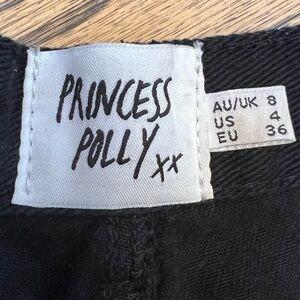 PRINCESS
POLLY xx
AU/UK 8
US 4
EU 36